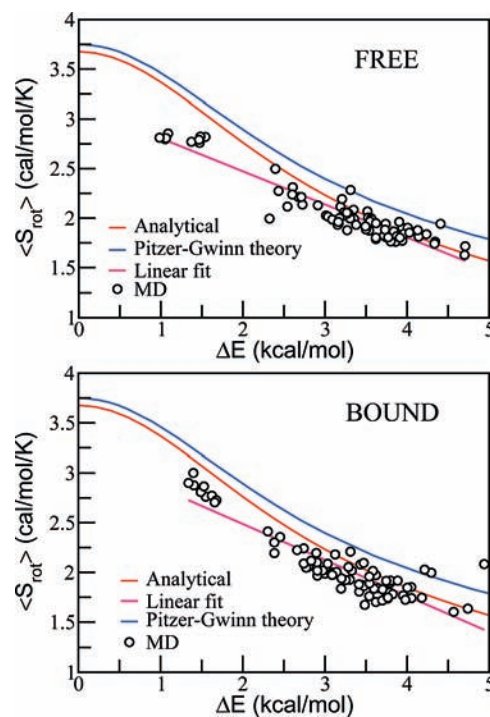 4
3.5
3
2.5
2
1.5
1
<S_rot> (cal/mol/K)
FREE
Analytical
Pitzer-Gwinn theory
Linear fit
MD
0 1 2 3 4 5
ΔE (kcal/mol)
4
3.5
3
2.5
2
1.5
1
<S_rot> (cal/mol/K)
BOUND
Analytical
Linear fit
Pitzer-Gwinn theory
MD
0 1 2 3 4 5
ΔE (kcal/mol)